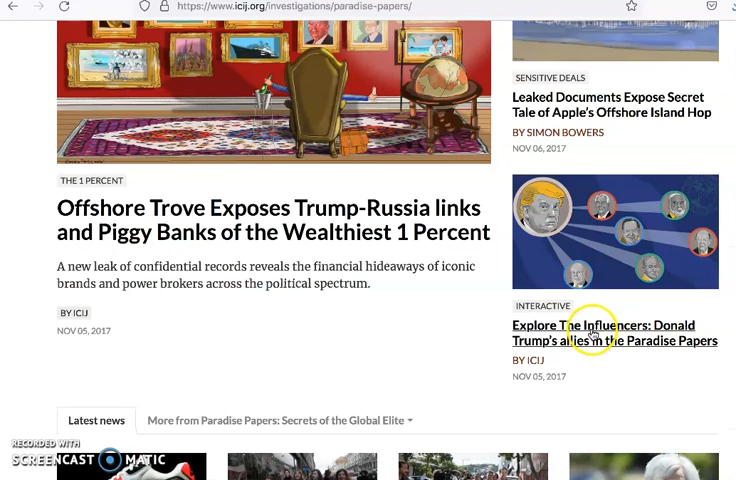 https://www.icij.org/investigations/paradise-papers/
SENSITIVE DEALS
Leaked Documents Expose Secret
Tale of Apple's Offshore Island Hop
BY SIMON BOWERS
NOV 06, 2017
THE 1 PERCENT
Offshore Trove Exposes Trump-Russia links
and Piggy Banks of the Wealthiest 1 Percent
A new leak of confidential records reveals the financial hideaways of iconic
brands and power brokers across the political spectrum.
BY ICIJ
NOV 05, 2017
INTERACTIVE
Explore The Influencers: Donald
Trump's allies in the Paradise Papers
BY ICIJ
NOV 05, 2017
Latest news
More from Paradise Papers: Secrets of the Global Elite
RECORDED WITH
SCREENCAST MATIC